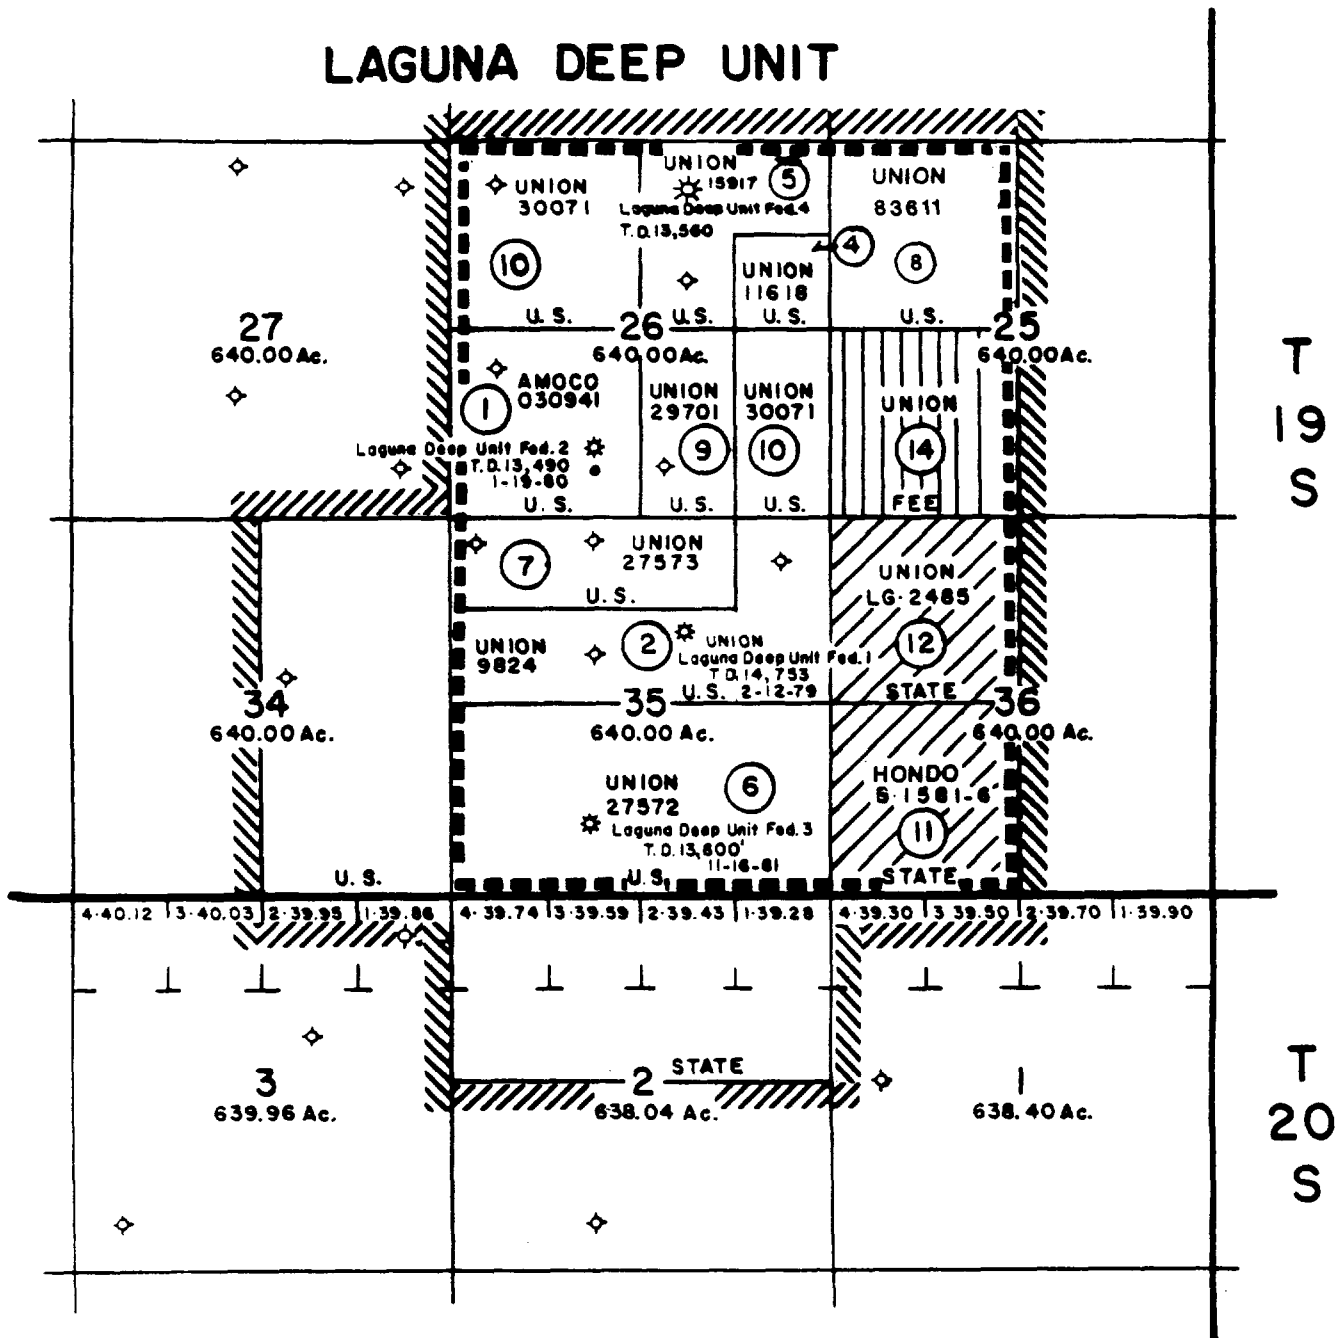 LAGUNA DEEP UNIT
UNION
15917
5
Laguna Deep Unit Fed. 4
T.D. 13,560
UNION
30071
10
U.S.
U.S.
UNION
83611
4
8
UNION
11618
U.S.
U.S.
27
640.00 Ac.
26
640.00 Ac.
25
640.00 Ac.
T
19
S
AMOCO
030941
1
UNION
29701
9
UNION
30071
10
UNION
14
FEE
Laguna Deep Unit Fed. 2
T.D. 13,490
1-19-80
U.S.
U.S.
U.S.
7
UNION
27573
U.S.
UNION
LG-2485
12
STATE
UNION
9824
2
UNION
Laguna Deep Unit Fed. 1
T.D. 14,753
U.S. 2-12-79
34
640.00 Ac.
35
640.00 Ac.
36
640.00 Ac.
UNION
27572
6
Laguna Deep Unit Fed. 3
T.D. 13,600'
11-16-81
U.S.
HONDO
11
STATE
U.S.
4-40.12 3-40.03 2-39.95 1-39.86 4-39.74 3-39.59 2-39.43 1-39.28 4-39.30 3-39.50 2-39.70 1-39.90
3
639.96 Ac.
STATE
2
638.04 Ac.
1
638.40 Ac.
T
20
S